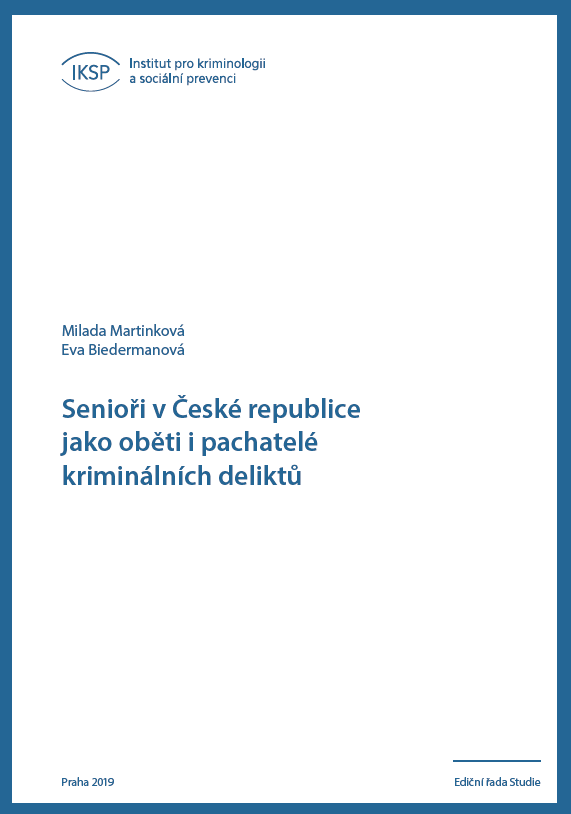 IKSP
Institut pro kriminologii
a sociální prevenci
Milada Martinková
Eva Biedermanová
Senioři v České republice
jako oběti i pachatelé
kriminálních deliktů
Praha 2019
Ediční řada Studie